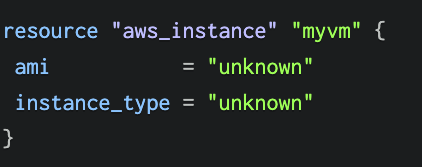 resource "aws_instance" "myvm" {
 ami           = "unknown"
 instance_type = "unknown"
}